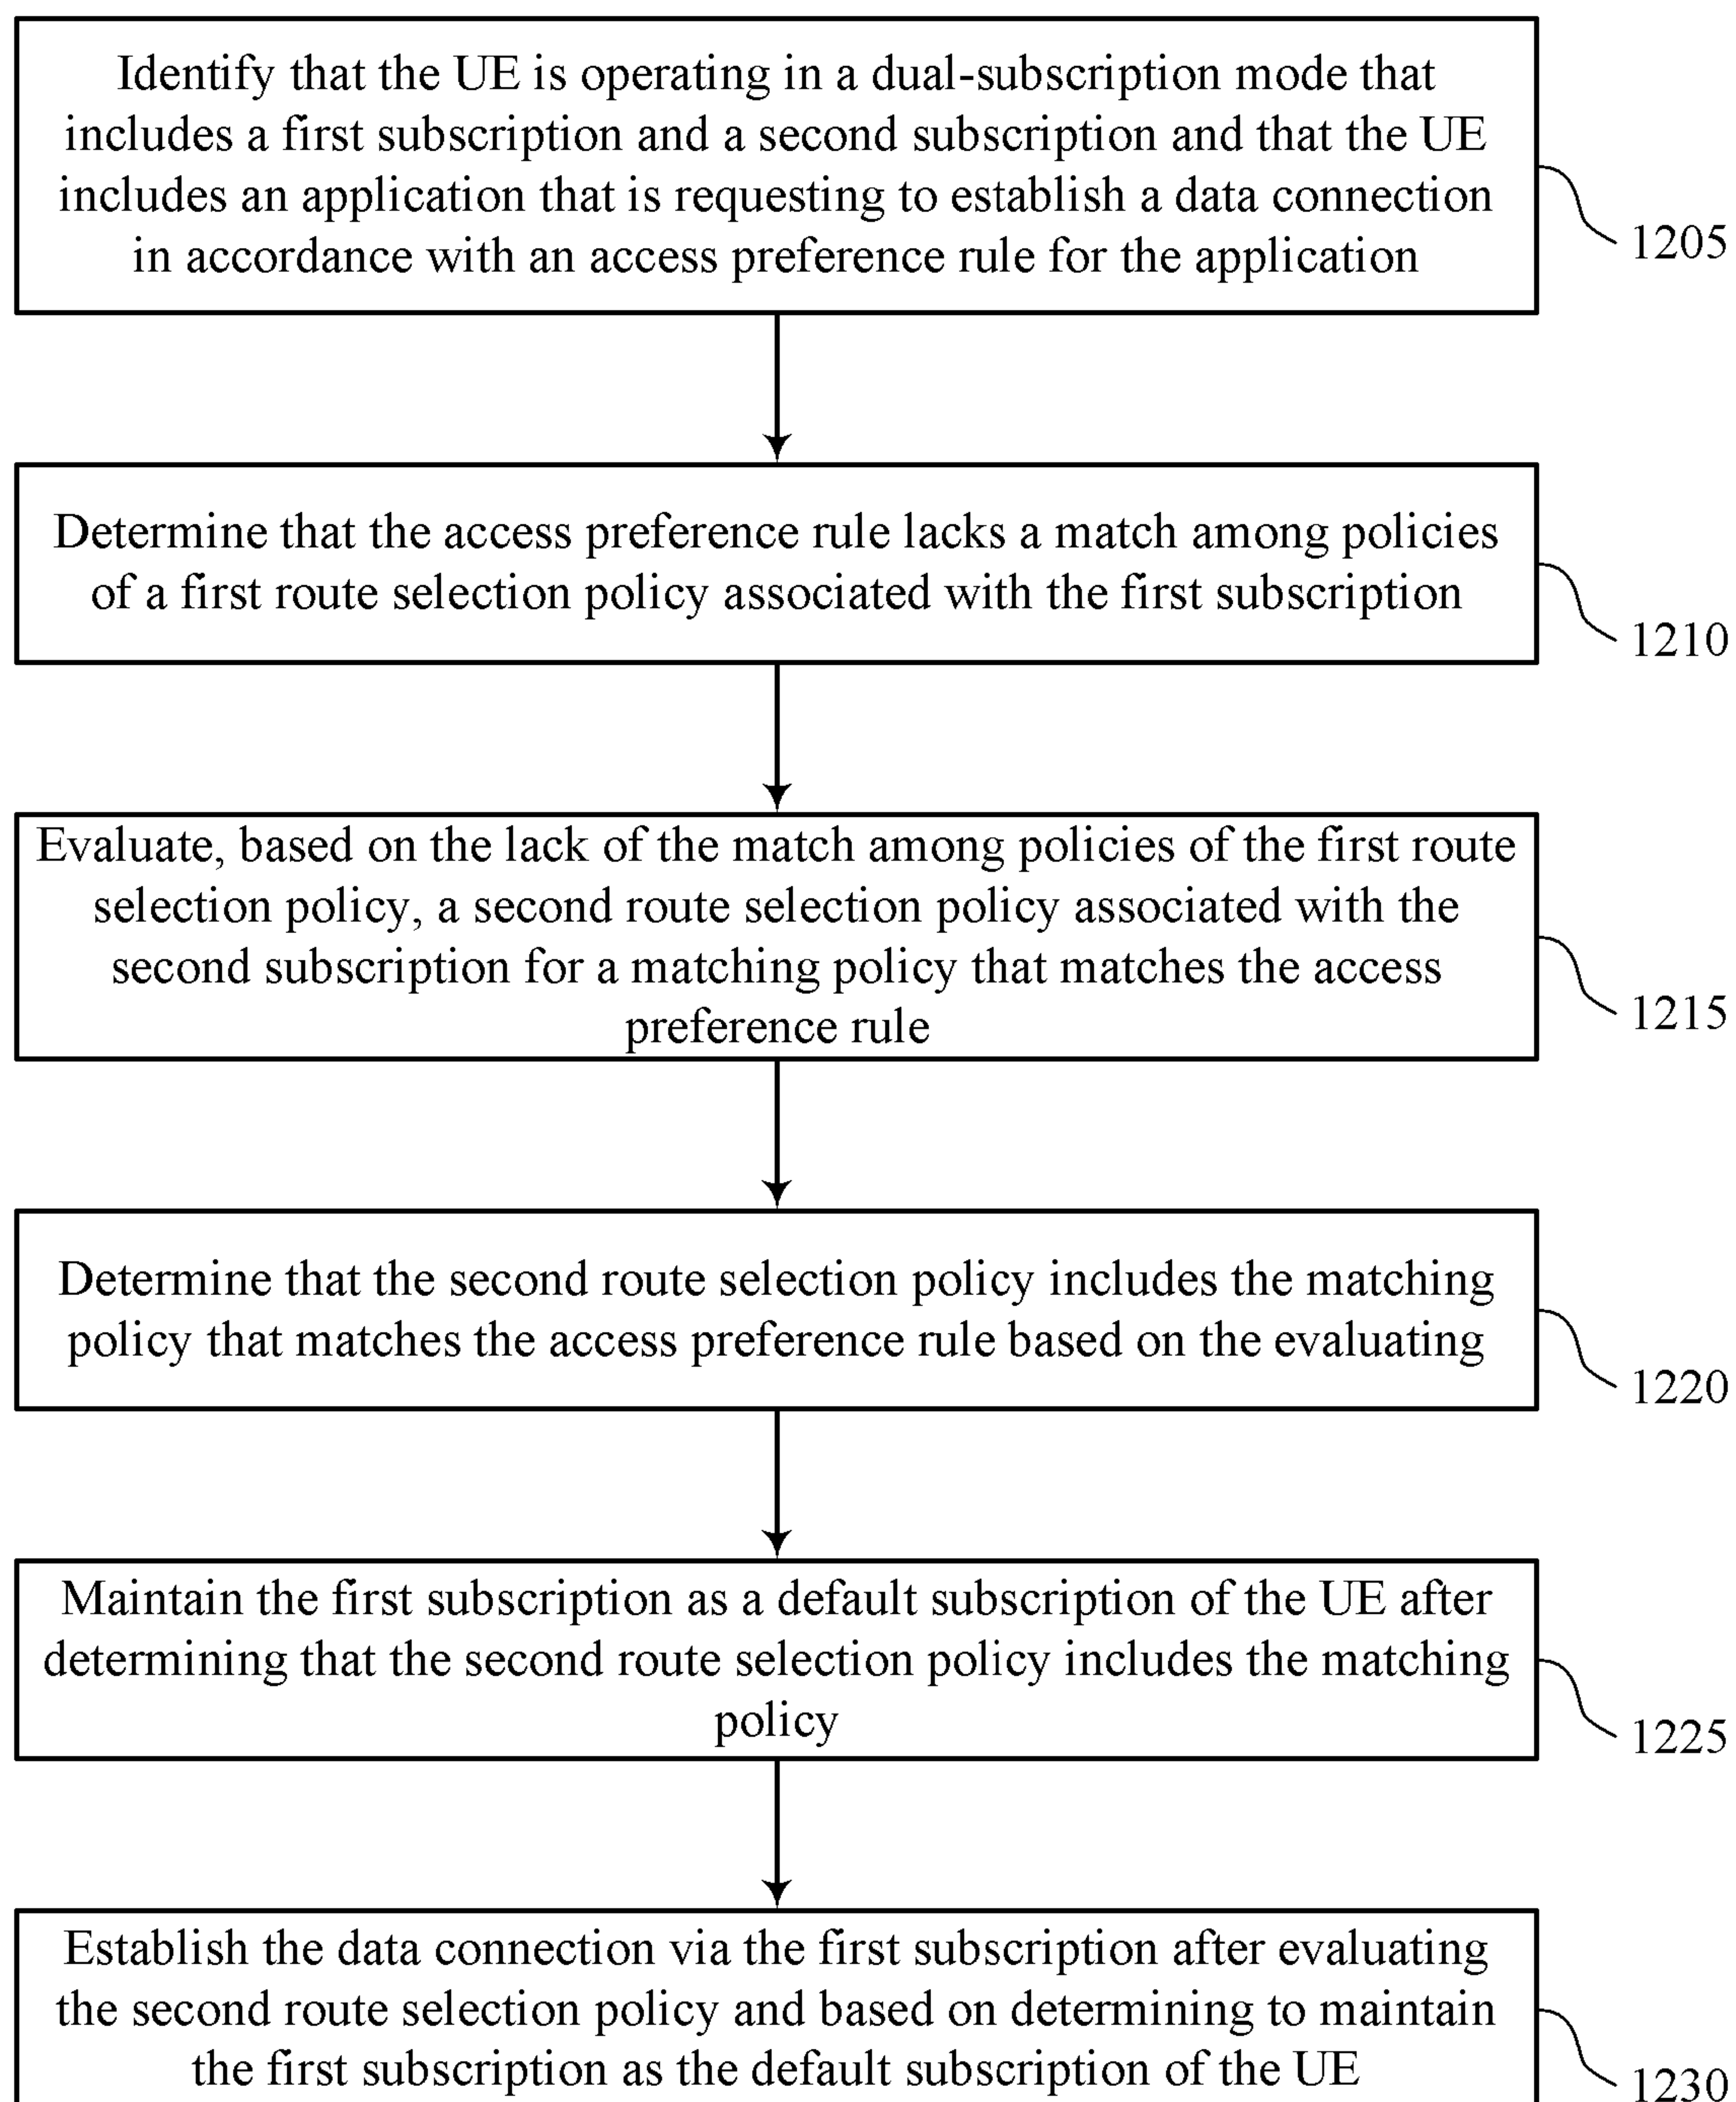 Identify that the UE is operating in a dual-subscription mode that
includes a first subscription and a second subscription and that the UE
includes an application that is requesting to establish a data connection
in accordance with an access preference rule for the application
1205
Determine that the access preference rule lacks a match among policies
of a first route selection policy associated with the first subscription
1210
Evaluate, based on the lack of the match among policies of the first route
selection policy, a second route selection policy associated with the
second subscription for a matching policy that matches the access
preference rule
1215
Determine that the second route selection policy includes the matching
policy that matches the access preference rule based on the evaluating
1220
Maintain the first subscription as a default subscription of the UE after
determining that the second route selection policy includes the matching
policy
1225
Establish the data connection via the first subscription after evaluating
the second route selection policy and based on determining to maintain
the first subscription as the default subscription of the UE
1230